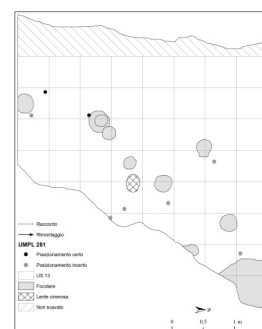 Raccordo
Rimontaggio
UMPL 281
Posizionamento certo
Posizionamento incerto
US 13
Focolare
Lente cinerosa
Non scavato
z
0 0,5 1 m